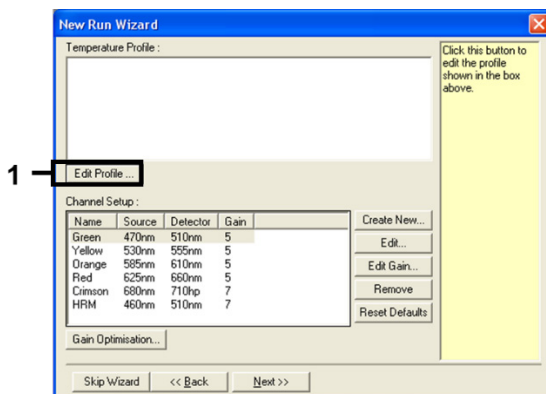 New Run Wizard
Temperature Profile :
Click this button to
edit the profile
shown in the box
above.
1
Edit Profile ...
Channel Setup :
Name Source Detector Gain
Green 470nm 510nm 5
Yellow 530nm 555nm 5
Orange 585nm 610nm 5
Red 625nm 660nm 5
Crimson 680nm 710hp 7
HRM 460nm 510nm 7
Create New...
Edit...
Edit Gain...
Remove
Reset Defaults
Gain Optimisation...
Skip Wizard << Back Next >>